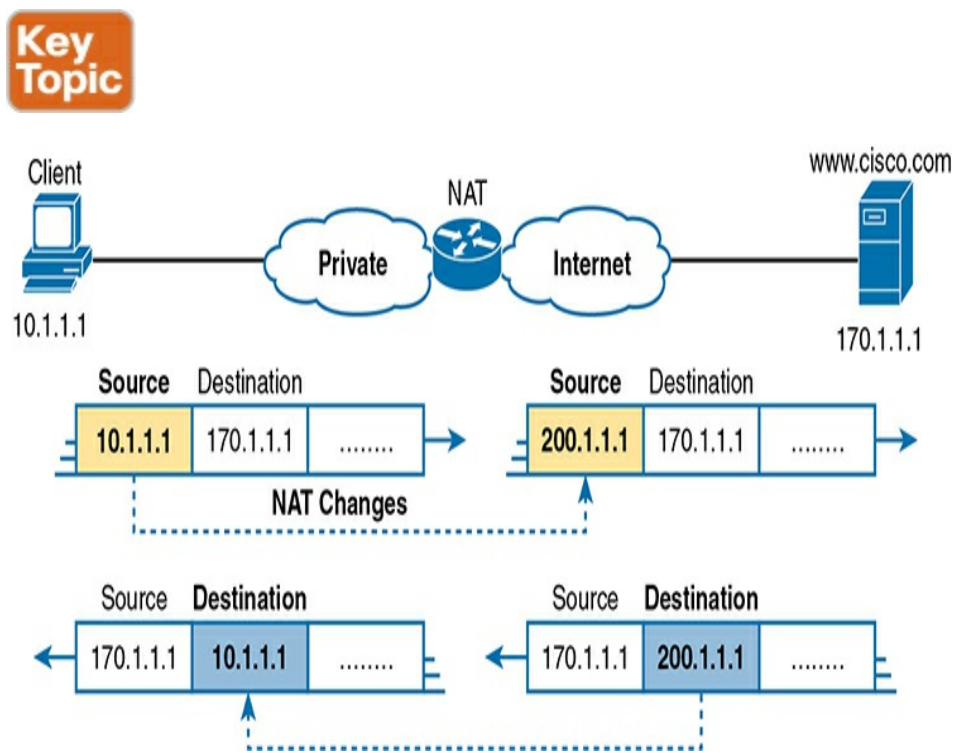 Key
Topic
Client
NAT
www.cisco.com
Private
Internet
10.1.1.1
170.1.1.1
Source Destination
Source Destination
10.1.1.1 170.1.1.1 ........
200.1.1.1 170.1.1.1 ........
NAT Changes
Source Destination
Source Destination
170.1.1.1 10.1.1.1 ........
170.1.1.1 200.1.1.1 ........